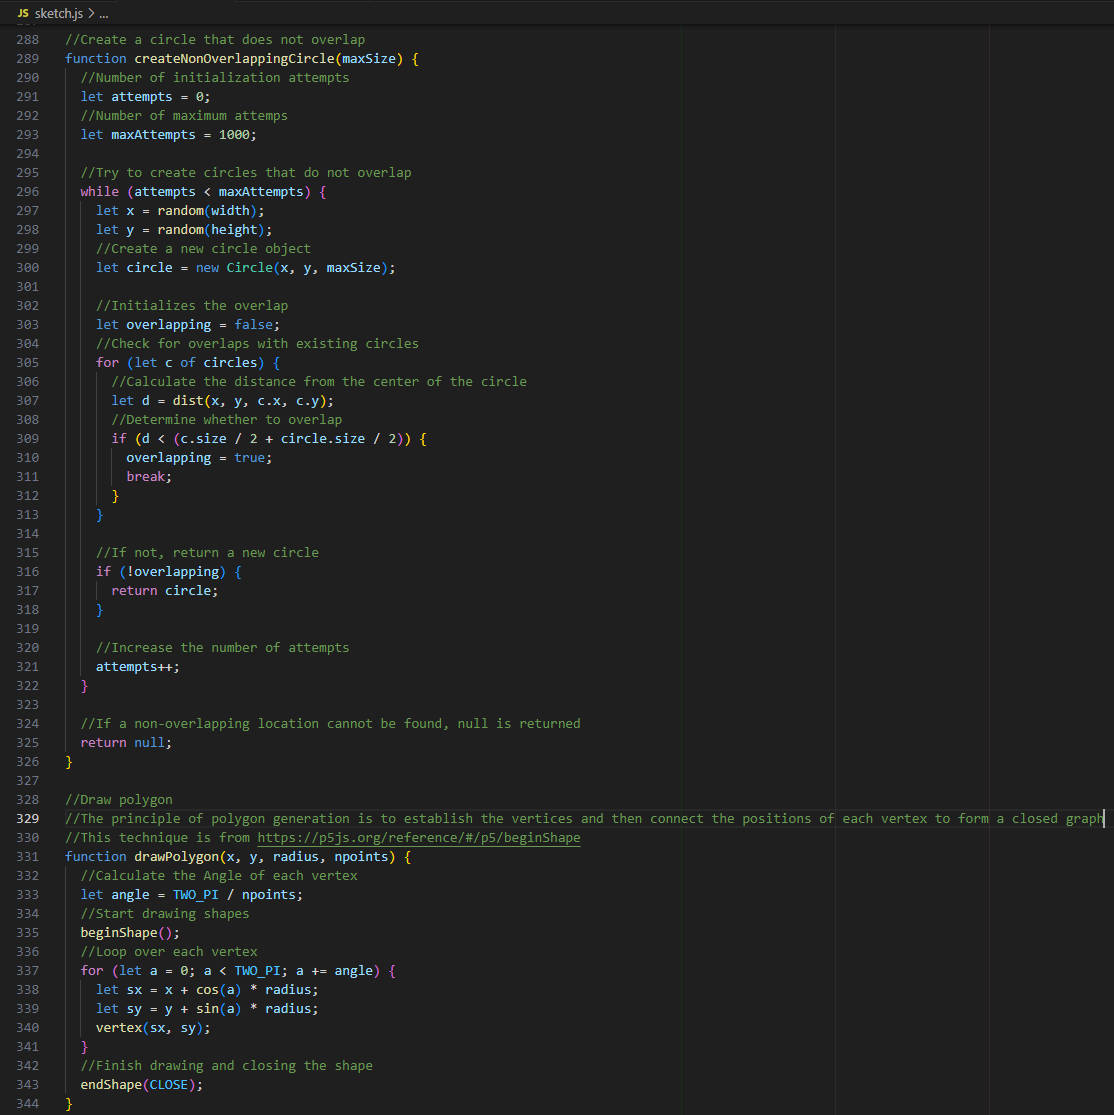 JS sketch.js > ...
288 //Create a circle that does not overlap
289 function createNonOverlappingCircle(maxSize) {
290   //Number of initialization attempts
291   let attempts = 0;
292   //Number of maximum attemps
293   let maxAttempts = 1000;
294
295   //Try to create circles that do not overlap
296   while (attempts < maxAttempts) {
297     let x = random(width);
298     let y = random(height);
299     //Create a new circle object
300     let circle = new Circle(x, y, maxSize);
301
302     //Initializes the overlap
303     let overlapping = false;
304     //Check for overlaps with existing circles
305     for (let c of circles) {
306       //Calculate the distance from the center of the circle
307       let d = dist(x, y, c.x, c.y);
308       //Determine whether to overlap
309       if (d < (c.size / 2 + circle.size / 2)) {
310         overlapping = true;
311         break;
312       }
313     }
314
315     //If not, return a new circle
316     if (!overlapping) {
317       return circle;
318     }
319
320     //Increase the number of attempts
321     attempts++;
322   }
323
324   //If a non-overlapping location cannot be found, null is returned
325   return null;
326 }
327
328 //Draw polygon
329 //The principle of polygon generation is to establish the vertices and then connect the positions of each vertex to form a closed graph
330 //This technique is from https://p5js.org/reference/#/p5/beginShape
331 function drawPolygon(x, y, radius, npoints) {
332   //Calculate the Angle of each vertex
333   let angle = TWO_PI / npoints;
334   //Start drawing shapes
335   beginShape();
336   //Loop over each vertex
337   for (let a = 0; a < TWO_PI; a += angle) {
338     let sx = x + cos(a) * radius;
339     let sy = y + sin(a) * radius;
340     vertex(sx, sy);
341   }
342   //Finish drawing and closing the shape
343   endShape(CLOSE);
344 }